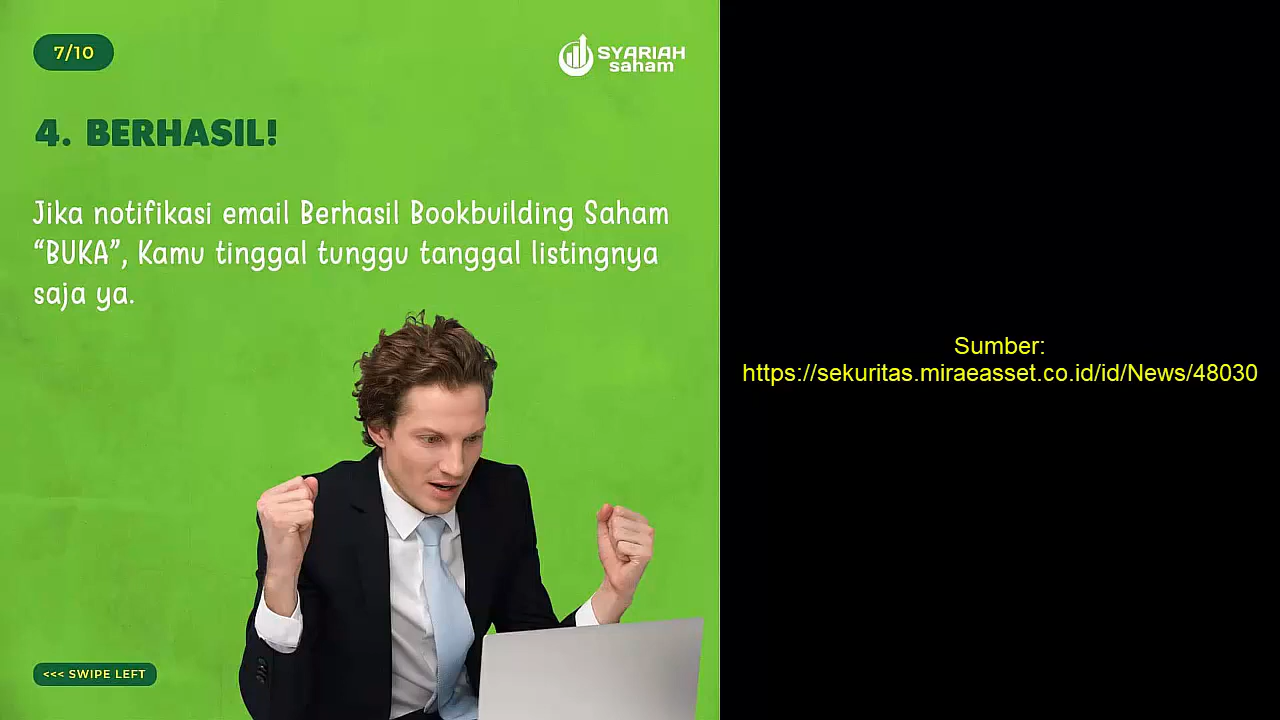 7/10
SYARIAH
saham
4. BERHASIL!
Jika notifikasi email Berhasil Bookbuilding Saham
“BUKA”, Kamu tinggal tunggu tanggal listingnya
saja ya.
<<< SWIPE LEFT
Sumber:
https://sekuritas.miraeasset.co.id/id/News/48030